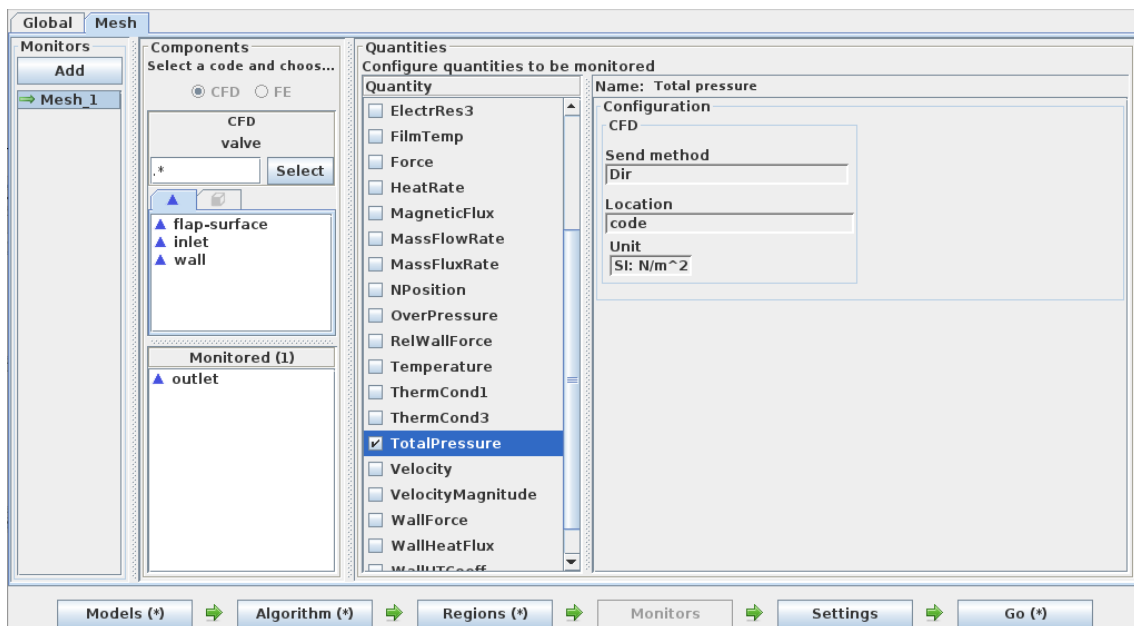 Global Mesh
Monitors
Add
Mesh_1
Components
Select a code and choos...
CFD FE
CFD
valve
.* Select
flap-surface
inlet
wall
Monitored (1)
outlet
Quantities
Configure quantities to be monitored
Quantity
ElectrRes3
FilmTemp
Force
HeatRate
MagneticFlux
MassFlowRate
MassFluxRate
NPosition
OverPressure
RelWallForce
Temperature
ThermCond1
ThermCond3
TotalPressure
Velocity
VelocityMagnitude
WallForce
WallHeatFlux
WallHTCoeff
Name: Total pressure
Configuration
CFD
Send method
Dir
Location
code
Unit
SI: N/m^2
Models (*) Algorithm (*) Regions (*) Monitors Settings Go (*)